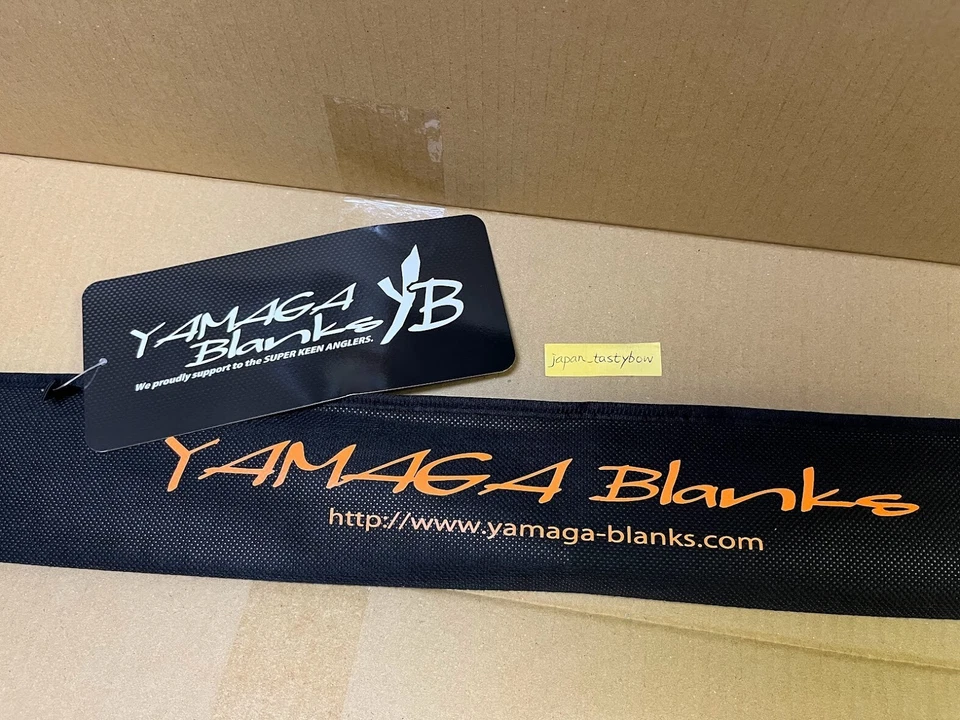 YAMAGA
Blanks YB
We proudly support to the SUPER KEEN ANGLERS.
japan_tastybow
YAMAGA Blanks
http://www.yamaga-blanks.com